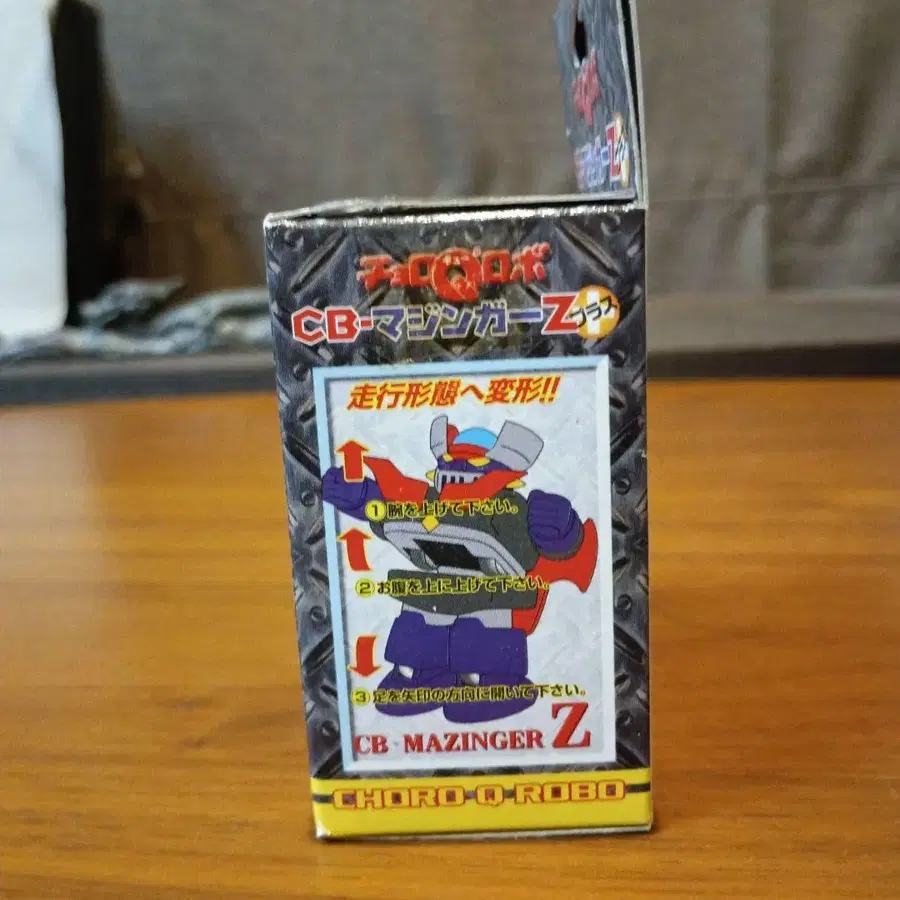 チョロQロボ
CB-マジンガーZプラス
走行形態へ変形!!
①腕を上げて下さい。
②お腹を上に上げて下さい。
③足を矢印の方向に開いて下さい。
CB MAZINGER Z
CHORO-Q-ROBO